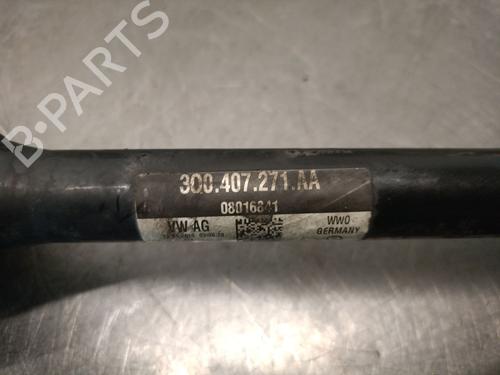 B-PARTS
3Q0.407.271.AA
08016841
VW AG
WWO
GERMANY